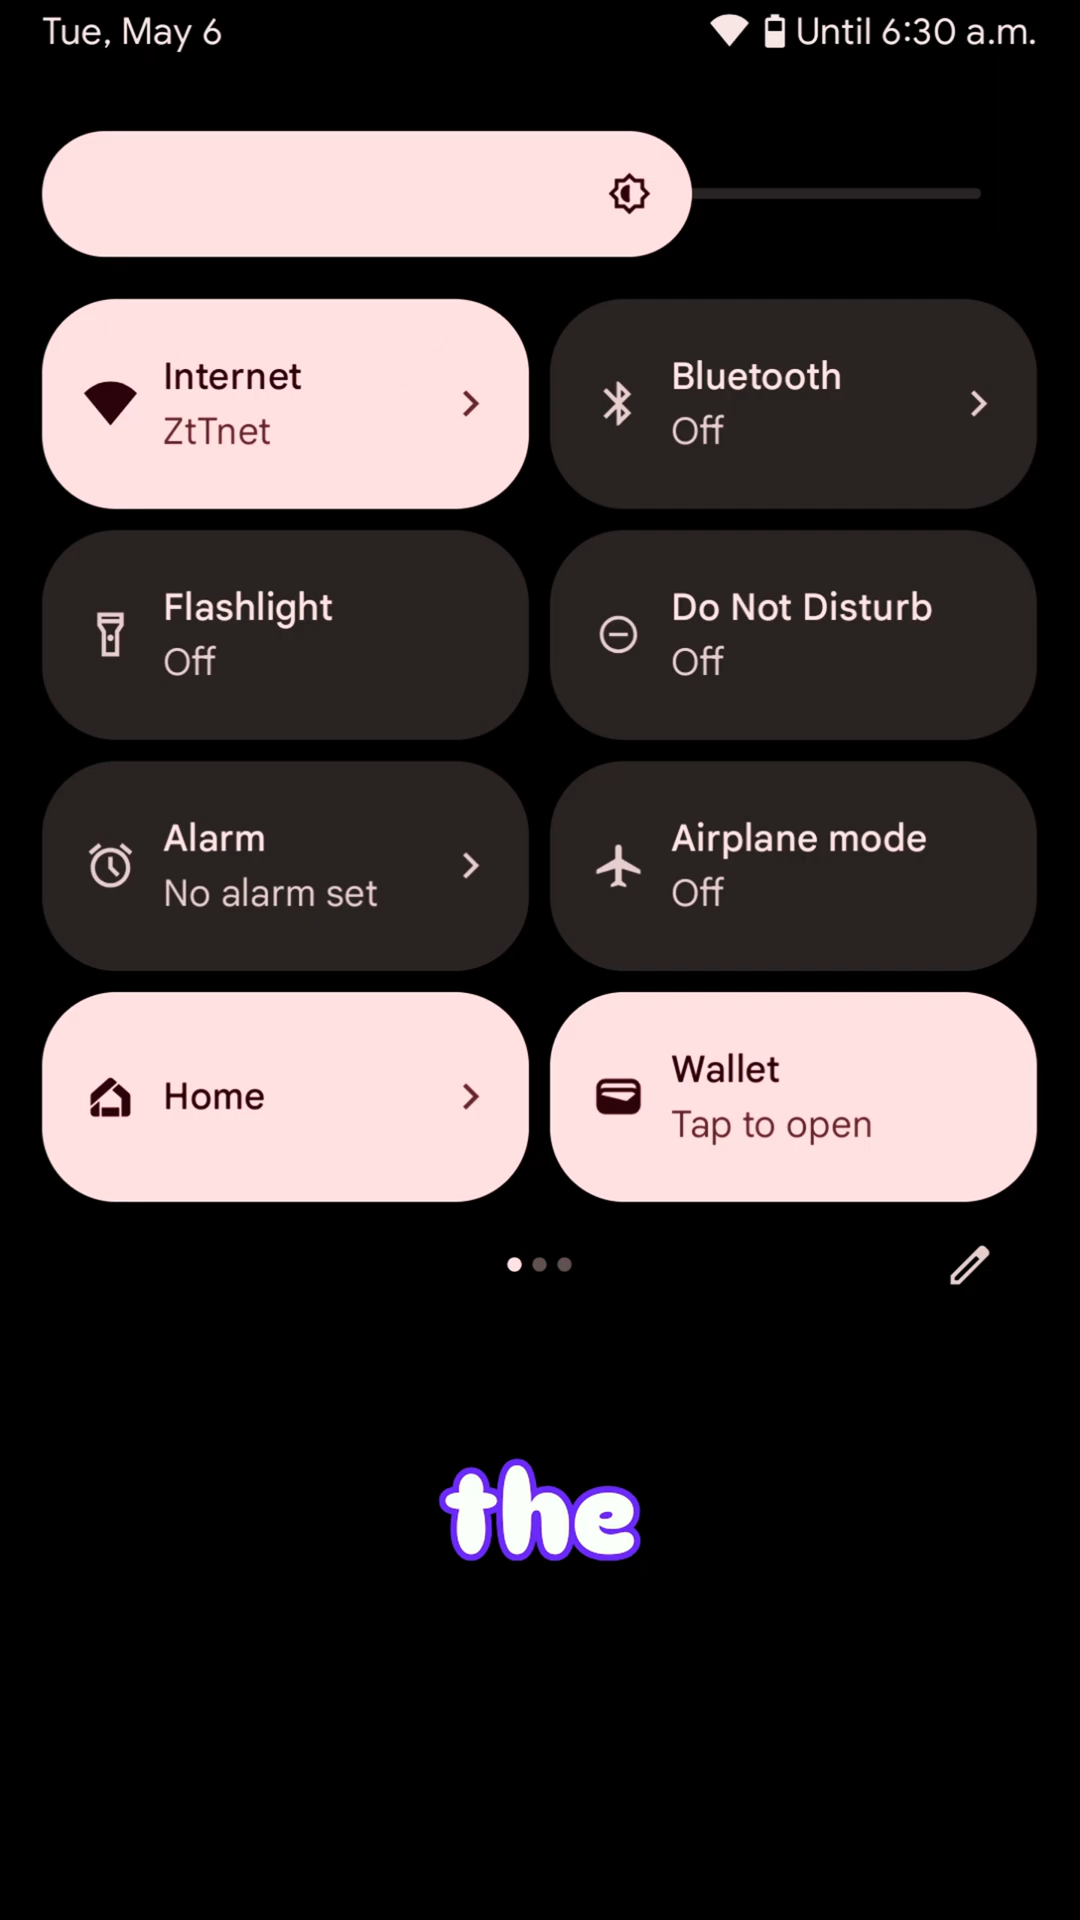 Tue, May 6
Until 6:30 a.m.
Internet
ZtTnet
Bluetooth
Off
Flashlight
Off
Do Not Disturb
Off
Alarm
No alarm set
Airplane mode
Off
Home
Wallet
Tap to open
the